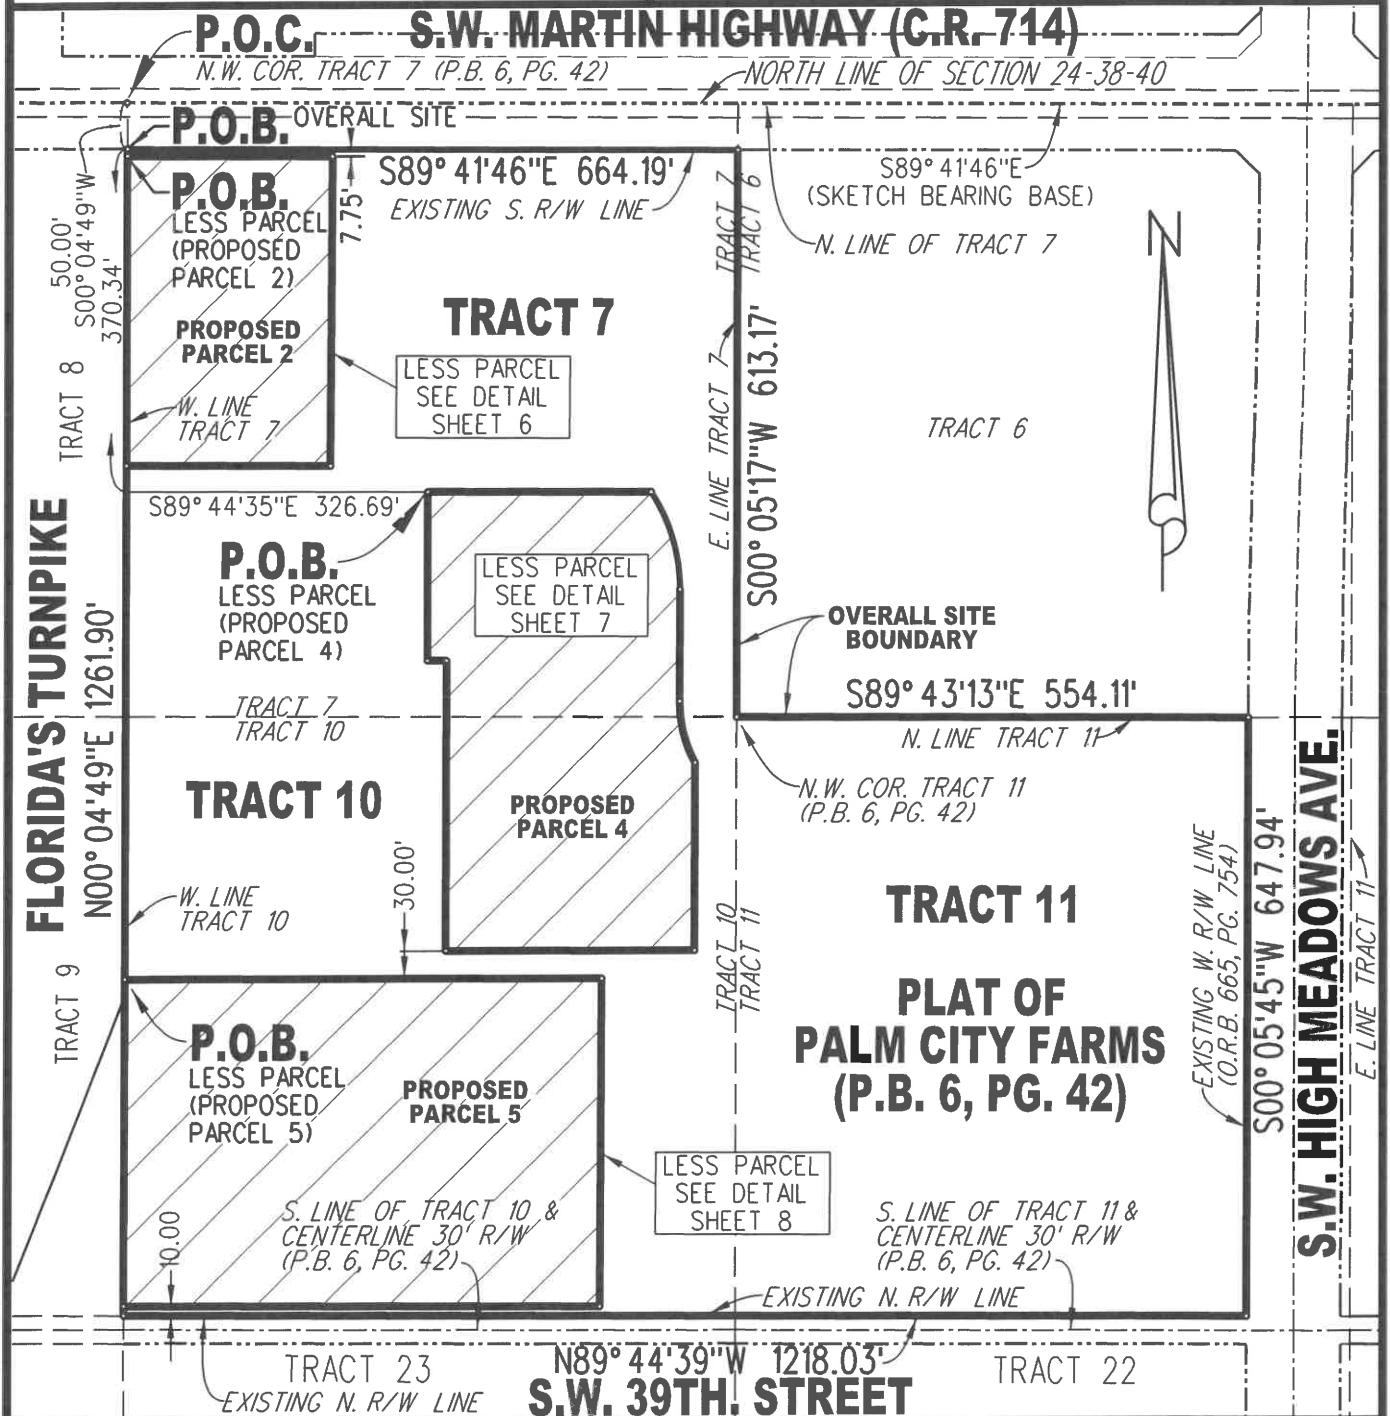 S.W. MARTIN HIGHWAY (C.R. 714)
P.O.C.
N.W. COR. TRACT 7 (P.B. 6, PG. 42)
NORTH LINE OF SECTION 24-38-40
P.O.B. OVERALL SITE
S89°41'46"E 664.19'
EXISTING S. R/W LINE
7.75'
S89°41'46"E
(SKETCH BEARING BASE)
N. LINE OF TRACT 7
N
P.O.B.
LESS PARCEL
(PROPOSED
PARCEL 2)
PROPOSED
PARCEL 2
50.00'
S00°04'49"W
370.34'
TRACT 8
W. LINE
TRACT 7
TRACT 7
LESS PARCEL
SEE DETAIL
SHEET 6
TRACT 7
TRACT 6
E. LINE TRACT 7
S00°05'17"W 613.17'
TRACT 6
S89°44'35"E 326.69'
P.O.B.
LESS PARCEL
(PROPOSED
PARCEL 4)
LESS PARCEL
SEE DETAIL
SHEET 7
OVERALL SITE
BOUNDARY
S89°43'13"E 554.11'
N. LINE TRACT 11
N.W. COR. TRACT 11
(P.B. 6, PG. 42)
FLORIDA'S TURNPIKE
N00°04'49"E 1261.90'
TRACT 7
TRACT 10
TRACT 10
PROPOSED
PARCEL 4
30.00'
W. LINE
TRACT 10
TRACT 9
TRACT 10
TRACT 11
TRACT 11
PLAT OF
PALM CITY FARMS
(P.B. 6, PG. 42)
EXISTING W. R/W LINE
(O.R.B. 665, PG. 754)
S00°05'45"W 647.94'
S.W. HIGH MEADOWS AVE.
E. LINE TRACT 11
P.O.B.
LESS PARCEL
(PROPOSED
PARCEL 5)
PROPOSED
PARCEL 5
LESS PARCEL
SEE DETAIL
SHEET 8
10.00
S. LINE OF TRACT 10 &
CENTERLINE 30' R/W
(P.B. 6, PG. 42)
S. LINE OF TRACT 11 &
CENTERLINE 30' R/W
(P.B. 6, PG. 42)
EXISTING N. R/W LINE
TRACT 23
N89°44'39"W 1218.03'
TRACT 22
EXISTING N. R/W LINE
S.W. 39TH. STREET